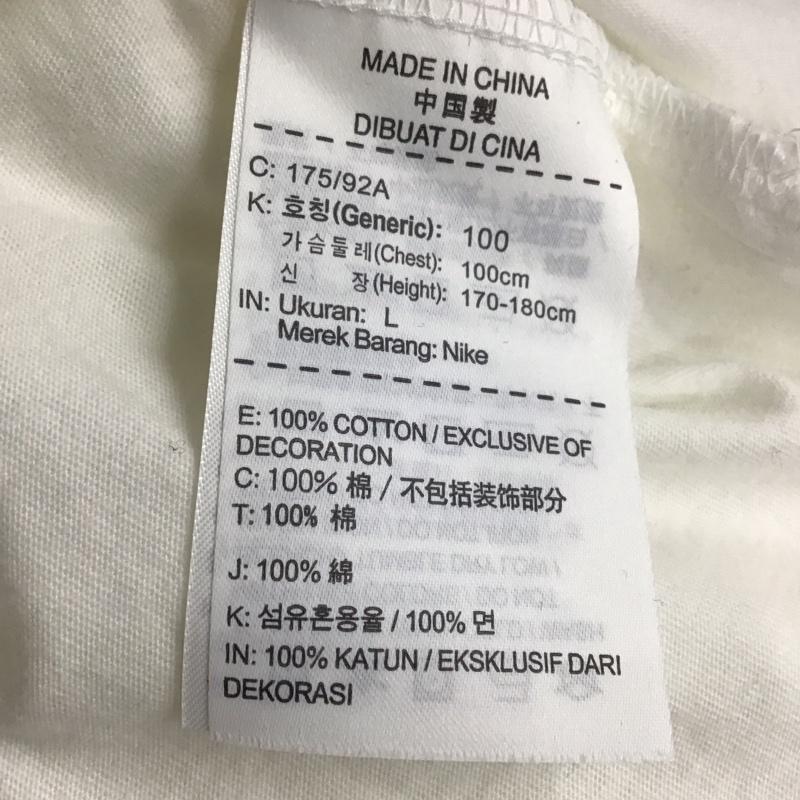 MADE IN CHINA
中国製
DIBUAT DI CINA
C: 175/92A
K: 호칭(Generic): 100
가슴둘레(Chest): 100cm
신 장(Height): 170-180cm
IN: Ukuran: L
Merek Barang: Nike
E: 100% COTTON / EXCLUSIVE OF
DECORATION
C: 100% 棉 / 不包括装饰部分
T: 100% 棉
J: 100% 綿
K: 섬유혼용율 / 100% 면
IN: 100% KATUN / EKSKLUSIF DARI
DEKORASI